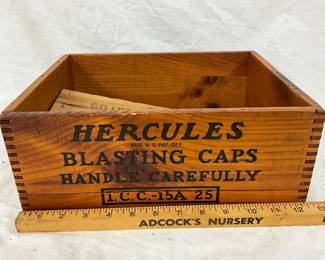 HERCULES
REG. U.S. PAT. OFF.
BLASTING CAPS
HANDLE CAREFULLY
I.C.C.-15A 25
ADCOCK'S NURSERY